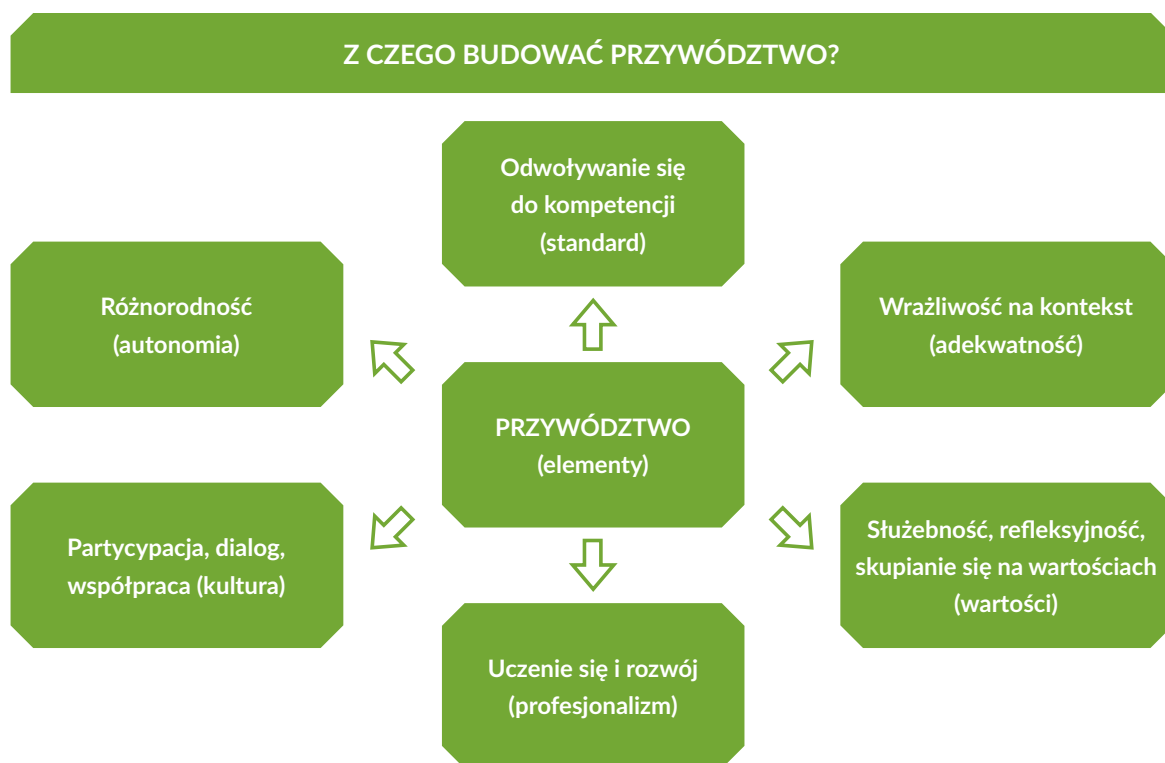 Z CZEGO BUDOWAĆ PRZYWÓDZTWO?
Odwoływanie się
do kompetencji
(standard)
Różnorodność
(autonomia)
Wrażliwość na kontekst
(adekwatność)
PRZYWÓDZTWO
(elementy)
Partycypacja, dialog,
współpraca (kultura)
Służebność, refleksyjność,
skupianie się na wartościach
(wartości)
Uczenie się i rozwój
(profesjonalizm)